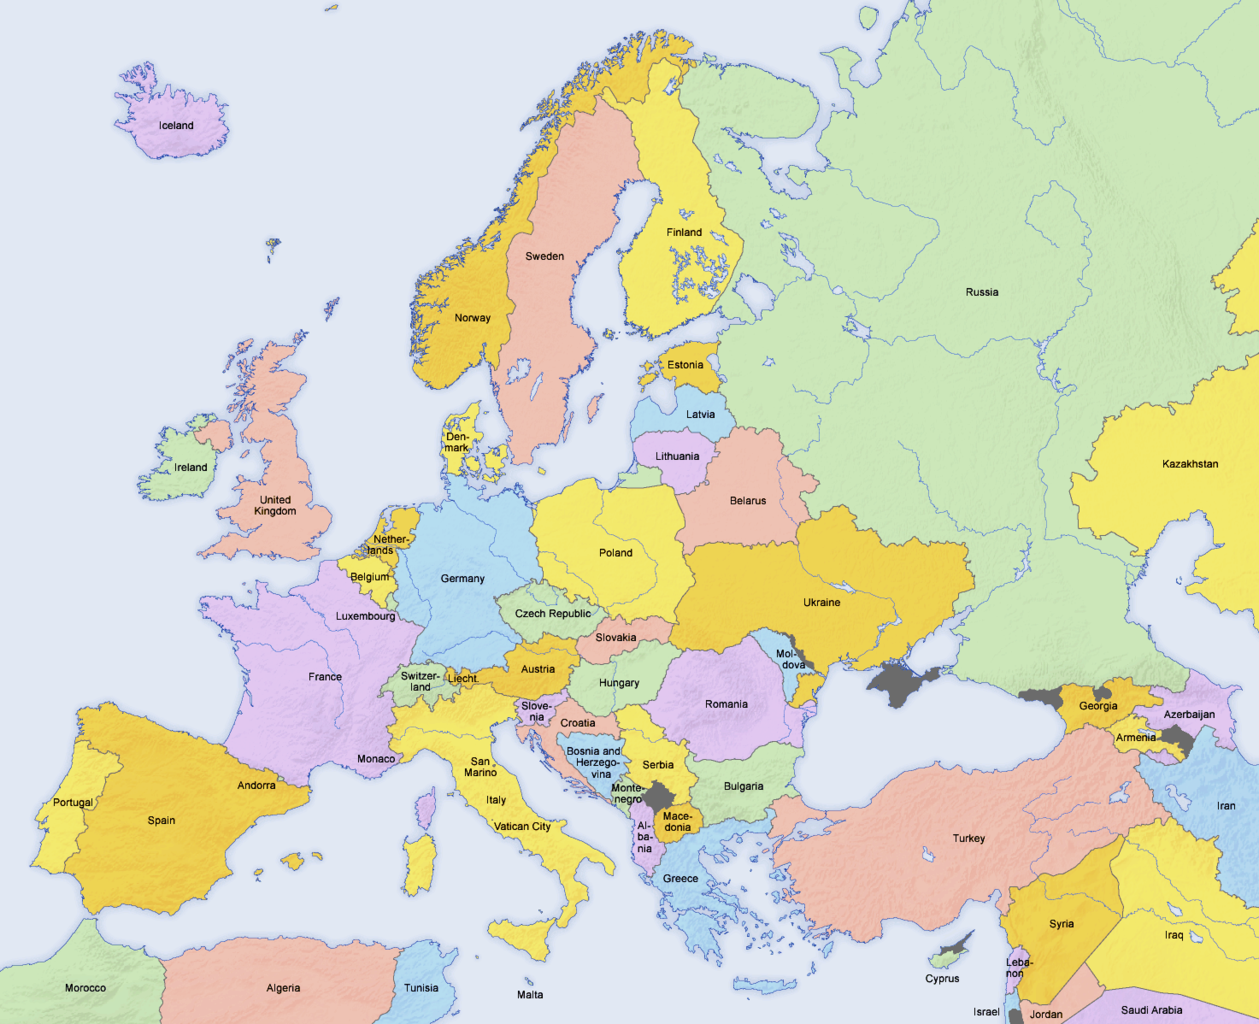 Iceland
Finland
Sweden
Russia
Norway
Estonia
Latvia
Den-
mark
Lithuania
Kazakhstan
Ireland
United
Kingdom
Belarus
Nether-
lands
Poland
Belgium
Germany
Ukraine
Luxembourg
Czech Republic
Slovakia
Mol-
dova
France
Switzer-
land
Liecht.
Austria
Hungary
Romania
Slove-
nia
Croatia
Georgia
Azerbaijan
Armenia
Monaco
San
Marino
Bosnia and
Herzego-
vina
Serbia
Andorra
Monte-
negro
Bulgaria
Portugal
Spain
Italy
Vatican City
Al-
ba-
nia
Mace-
donia
Iran
Turkey
Greece
Syria
Iraq
Cyprus
Leba-
non
Morocco
Algeria
Tunisia
Malta
Israel
Jordan
Saudi Arabia